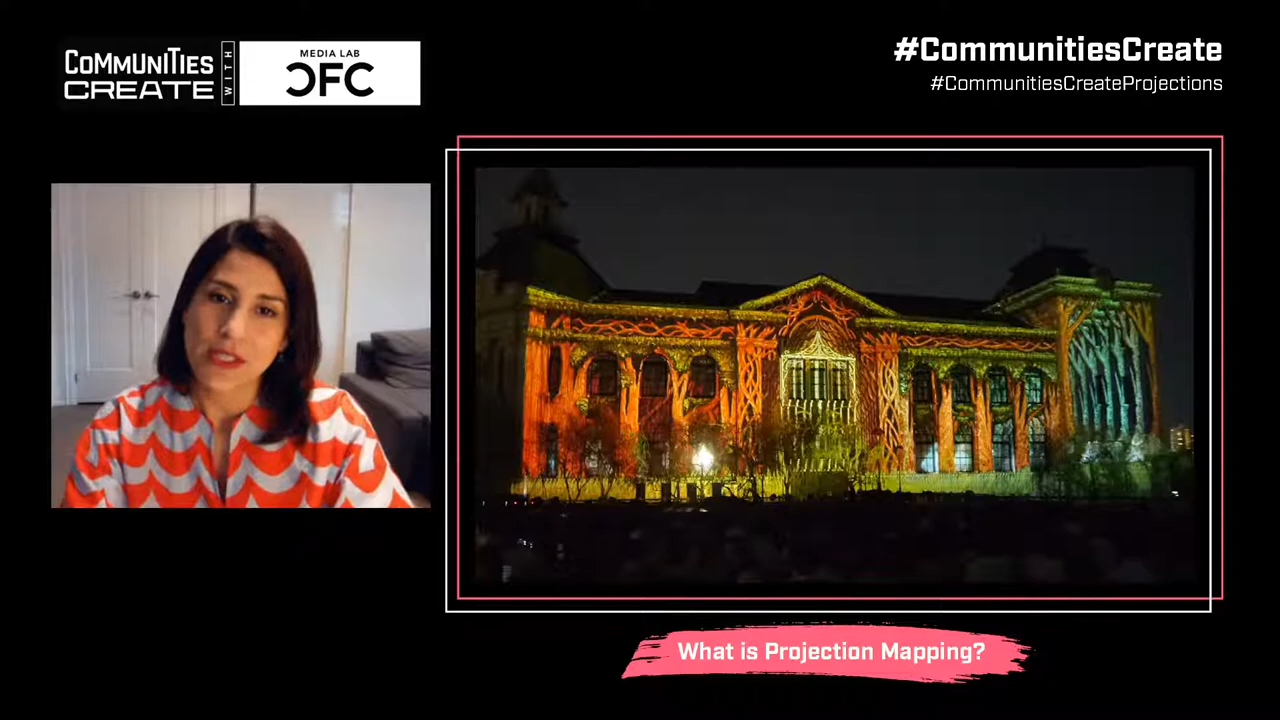 CoMMUNITIES
CREATE
WITH
MEDIA LAB
CFC
#CommunitiesCreate
#CommunitiesCreateProjections
What is Projection Mapping?